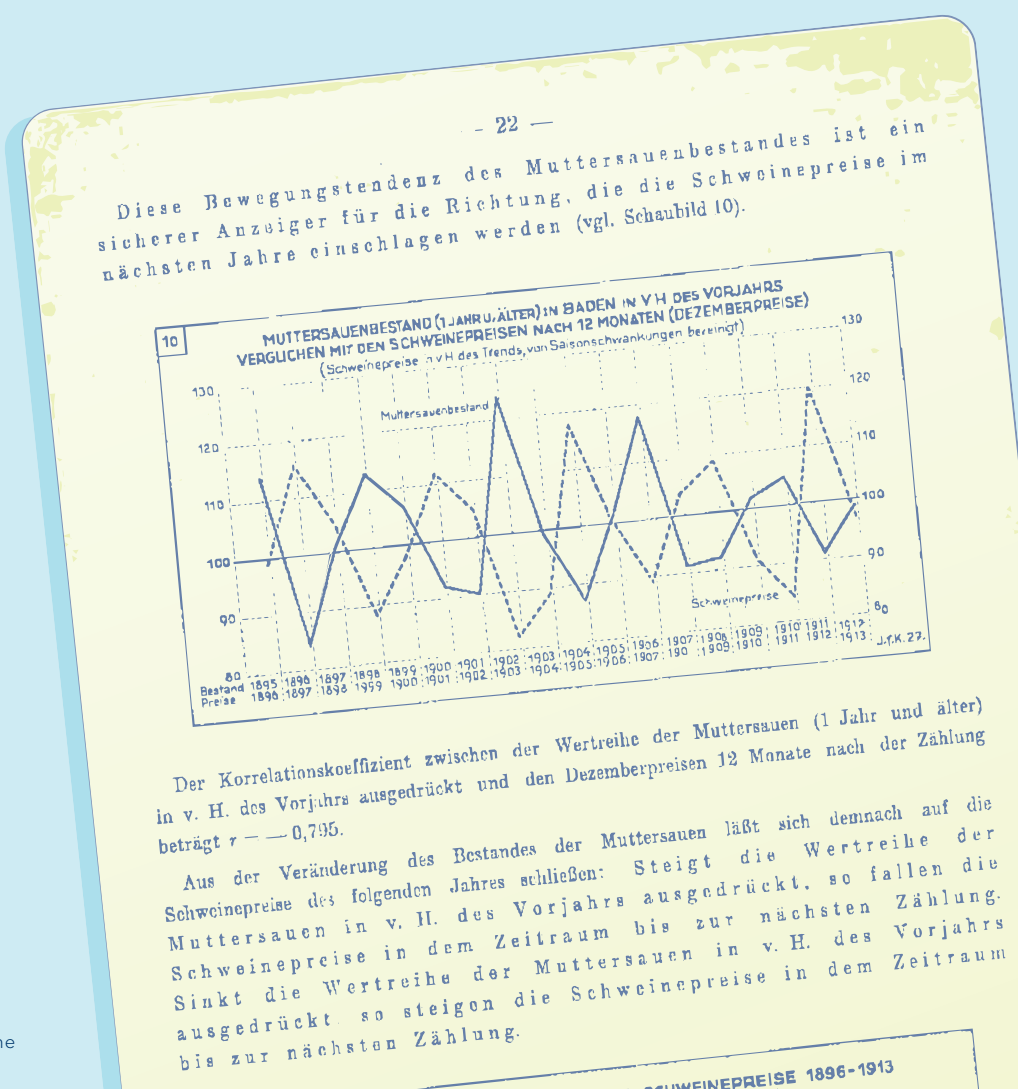 - 22 —
Diese Bewegungstendenz des Muttersauenbestandes ist ein
sicherer Anzeiger für die Richtung, die die Schweinepreise im
nächsten Jahre einschlagen werden (vgl. Schaubild 10).
10
MUTTERSAUENBESTAND (1 JAHR U. ÄLTER) IN BADEN IN V H DES VORJAHRS
VERGLICHEN MIT DEN SCHWEINEPREISEN NACH 12 MONATEN (DEZEMBERPREISE)
(Schweinepreise in v H des Trends, von Saisonschwankungen bereinigt)
130 130
120 120
110 110
100 100
90 90
80 80
Muttersauenbestand
Schweinepreise
Bestand 1895 1896 1897 1898 1899 1900 1901 1902 1903 1904 1905 1906 1907 1908 1909 1910 1911 1912
Preise 1896 1897 1898 1999 1900 1901 1902 1903 1904 1905 1906 1907 190 1909 1910 1911 1912 1913
J.f.K. 27.
Der Korrelationskoeffizient zwischen der Wertreihe der Muttersauen (1 Jahr und älter)
in v. H. des Vorjahrs ausgedrückt und den Dezemberpreisen 12 Monate nach der Zählung
beträgt r = — 0,795.
Aus der Veränderung des Bestandes der Muttersauen läßt sich demnach auf die
Schweinepreise des folgenden Jahres schließen: Steigt die Wertreihe der
Muttersauen in v. H. des Vorjahrs ausgedrückt, so fallen die
Schweinepreise in dem Zeitraum bis zur nächsten Zählung.
Sinkt die Wertreihe der Muttersauen in v. H. des Vorjahrs
ausgedrückt so steigen die Schweinepreise in dem Zeitraum
bis zur nächsten Zählung.
SCHWEINEPREISE 1896-1913